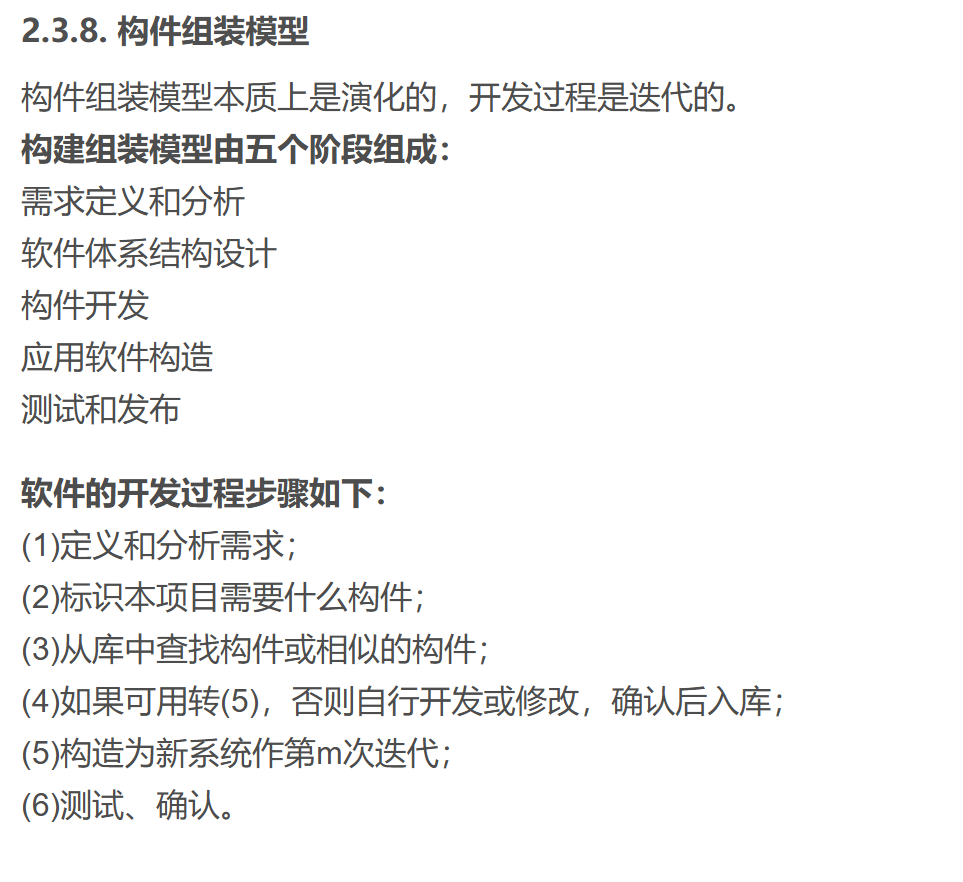 2.3.8. 构件组装模型
构件组装模型本质上是演化的，开发过程是迭代的。
构建组装模型由五个阶段组成：
需求定义和分析
软件体系结构设计
构件开发
应用软件构造
测试和发布
软件的开发过程步骤如下：
(1)定义和分析需求；
(2)标识本项目需要什么构件；
(3)从库中查找构件或相似的构件；
(4)如果可用转(5)，否则自行开发或修改，确认后入库；
(5)构造为新系统作第m次迭代；
(6)测试、确认。